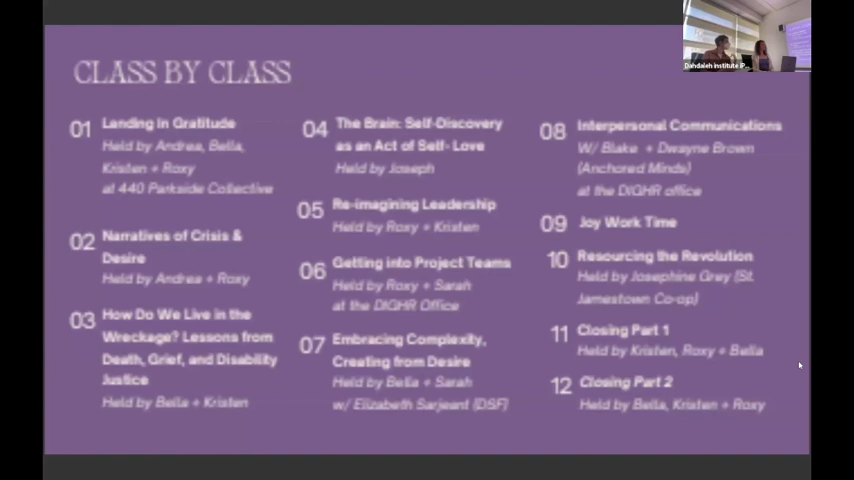 CLASS BY CLASS
01 Landing in Gratitude
Held by Andrea, Bella,
Kristen + Roxy
at 440 Parkside Collective
02 Narratives of Crisis &
Desire
Held by Andrea + Roxy
03 How Do We Live in the
Wreckage? Lessons from
Death, Grief, and Disability
Justice
Held by Bella + Kristen
04 The Brain: Self-Discovery
as an Act of Self-Love
Held by Joseph
05 Re-imagining Leadership
Held by Roxy + Kristen
06 Getting into Project Teams
Held by Roxy + Sarah
at the DIGHR Office
07 Embracing Complexity,
Creating from Desire
Held by Bella + Sarah
w/ Elizabeth Sarjeant (DSF)
08 Interpersonal Communications
W/ Blake + Dwayne Brown
(Anchored Minds)
at the DIGHR office
09 Joy Work Time
10 Resourcing the Revolution
Held by Josephine Grey (St.
Jamestown Co-op)
11 Closing Part 1
Held by Kristen, Roxy + Bella
12 Closing Part 2
Held by Bella, Kristen + Roxy
Dahdaleh institute (P...